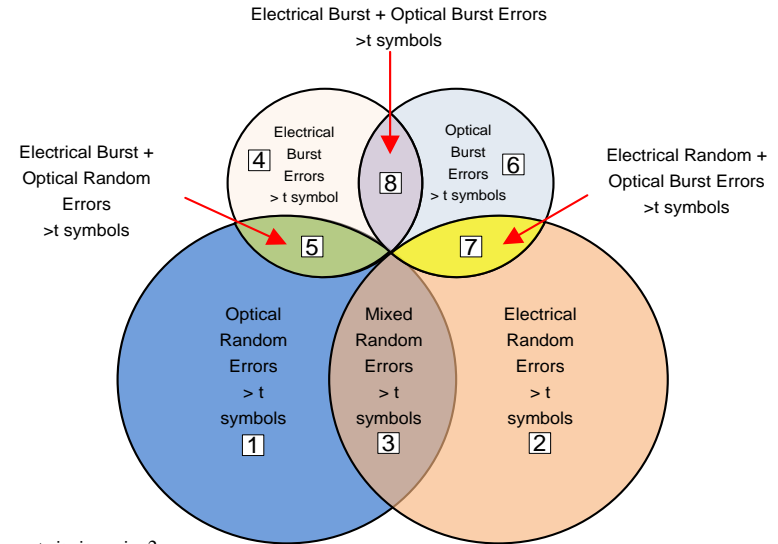 Electrical Burst + Optical Burst Errors
>t symbols
Electrical
Burst
Errors
> t symbol
4
Optical
Burst
Errors
> t symbols
6
8
Electrical Burst +
Optical Random
Errors
>t symbols
Electrical Random +
Optical Burst Errors
>t symbols
5
7
Optical
Random
Errors
> t
symbols
1
Mixed
Random
Errors
> t
symbols
3
Electrical
Random
Errors
> t
symbols
2